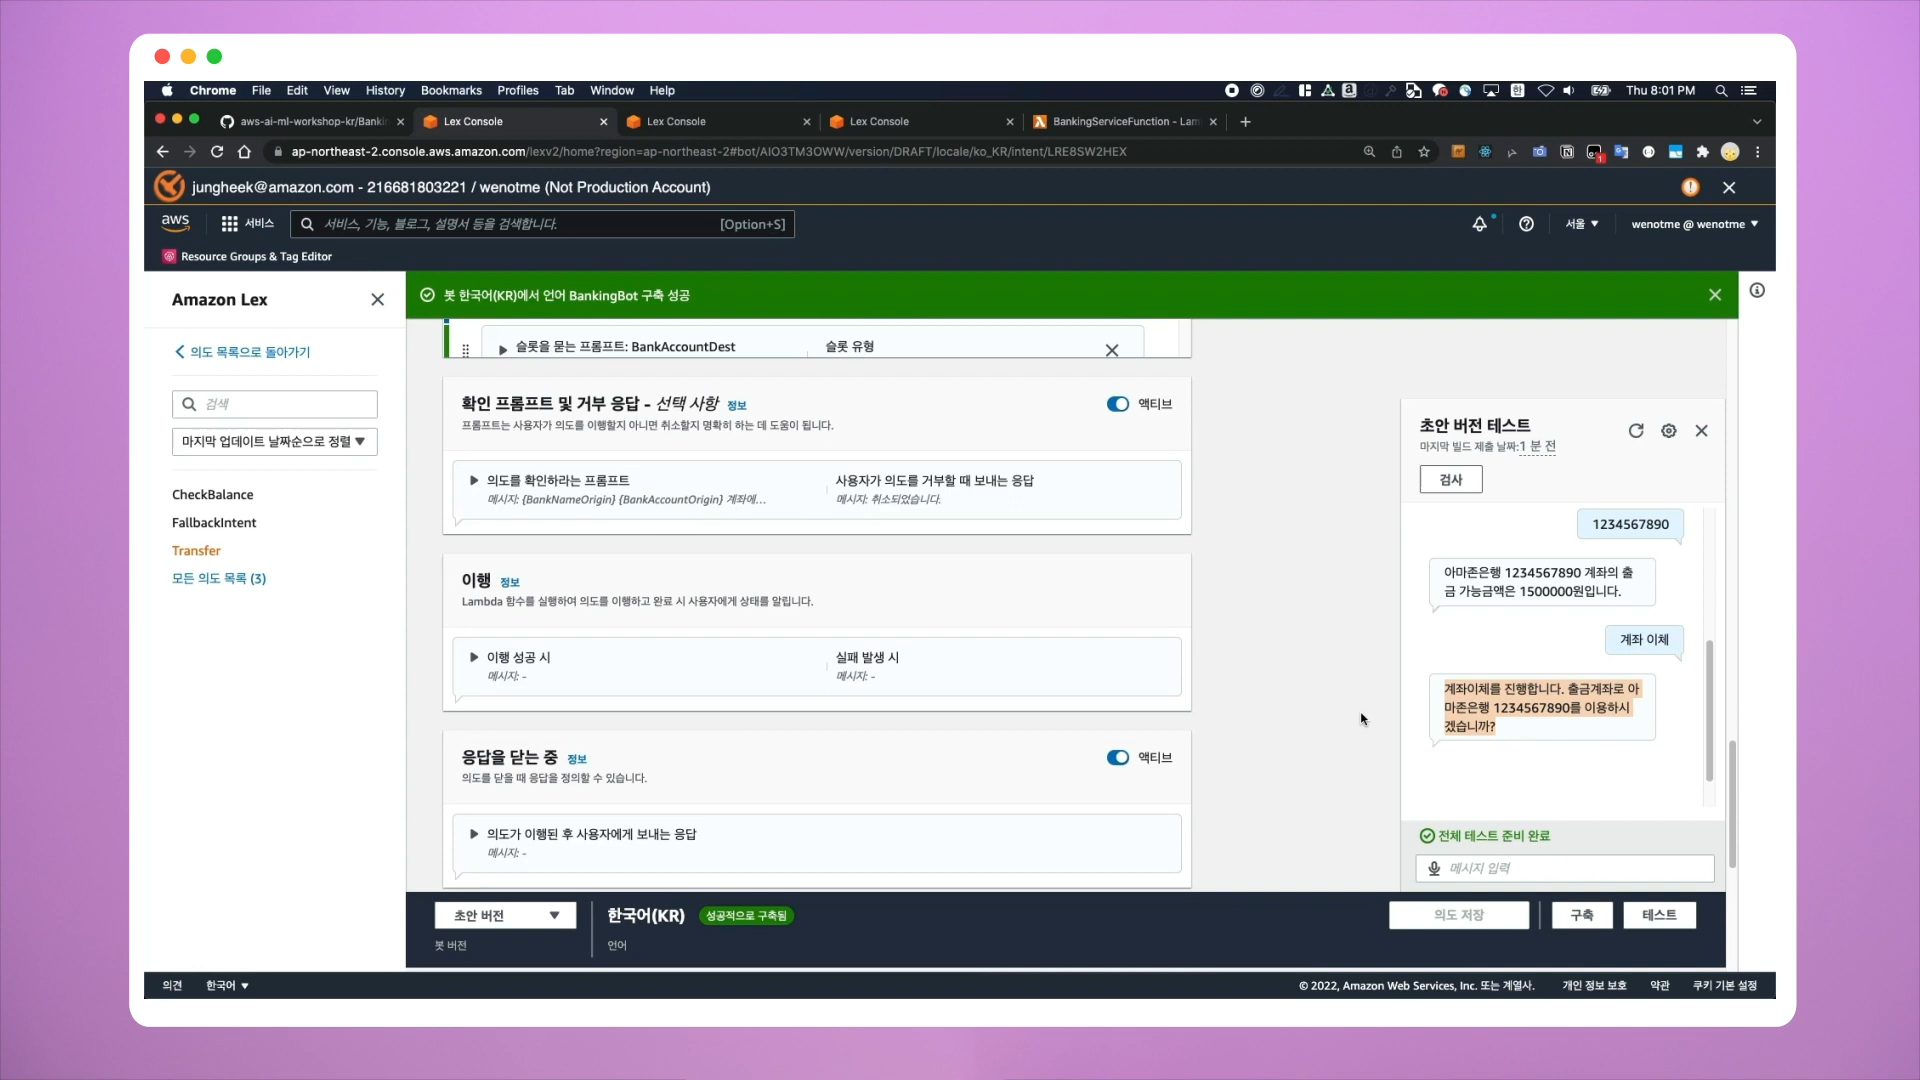 Chrome File Edit View History Bookmarks Profiles Tab Window Help Thu 8:01 PM
aws-ai-ml-workshop-kr/Banki
Lex Console
Lex Console
Lex Console
BankingServiceFunction - Lam
ap-northeast-2.console.aws.amazon.com/lexv2/home?region=ap-northeast-2#bot/AIO3TM3OWW/version/DRAFT/locale/ko_KR/intent/LRE8SW2HEX
jungheek@amazon.com - 216681803221 / wenotme (Not Production Account)
aws 서비스 서비스, 기능, 블로그, 설명서 등을 검색합니다. [Option+S] 서울 wenotme @ wenotme
Resource Groups & Tag Editor
Amazon Lex
의도 목록으로 돌아가기
검색
마지막 업데이트 날짜순으로 정렬
CheckBalance
FallbackIntent
Transfer
모든 의도 목록 (3)
봇 한국어(KR)에서 언어 BankingBot 구축 성공
슬롯을 묻는 프롬프트: BankAccountDest 슬롯 유형
확인 프롬프트 및 거부 응답 - 선택 사항 정보 액티브
프롬프트는 사용자가 의도를 이행할지 아니면 취소할지 명확히 하는 데 도움이 됩니다.
의도를 확인하라는 프롬프트 사용자가 의도를 거부할 때 보내는 응답
메시지: {BankNameOrigin} {BankAccountOrigin} 계좌에... 메시지: 취소되었습니다.
이행 정보
Lambda 함수를 실행하여 의도를 이행하고 완료 시 사용자에게 상태를 알립니다.
이행 성공 시 실패 발생 시
메시지: - 메시지: -
응답을 닫는 중 정보 액티브
의도를 닫을 때 응답을 정의할 수 있습니다.
의도가 이행된 후 사용자에게 보내는 응답
메시지: -
초안 버전 테스트
마지막 빌드 제출 날짜:1 분 전
검사
1234567890
아마존은행 1234567890 계좌의 출
금 가능금액은 1500000원입니다.
계좌 이체
계좌이체를 진행합니다. 출금계좌로 아
마존은행 1234567890를 이용하시
겠습니까?
전체 테스트 준비 완료
메시지 입력
초안 버전 한국어(KR) 성공적으로 구축됨 의도 저장 구축 테스트
봇 버전 언어
의견 한국어 © 2022, Amazon Web Services, Inc. 또는 계열사. 개인 정보 보호 약관 쿠키 기본 설정